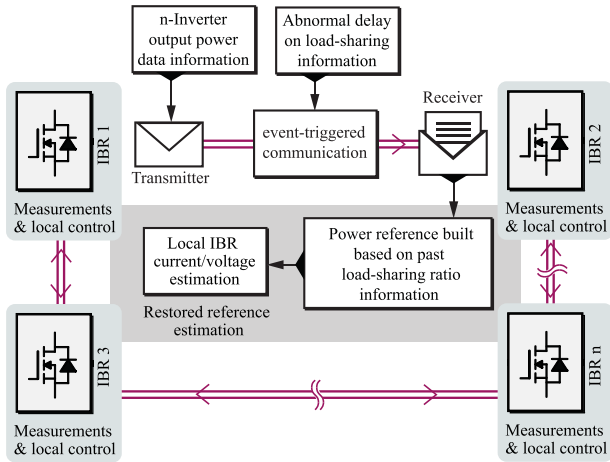 n-Inverter
output power
data information
Abnormal delay
on load-sharing
information
IBR 1
Measurements
& local control
Transmitter
event-triggered
communication
Receiver
IBR 2
Measurements
& local control
Local IBR
current/voltage
estimation
Power reference built
based on past
load-sharing ratio
information
Restored reference
estimation
IBR 3
Measurements
& local control
IBR n
Measurements
& local control